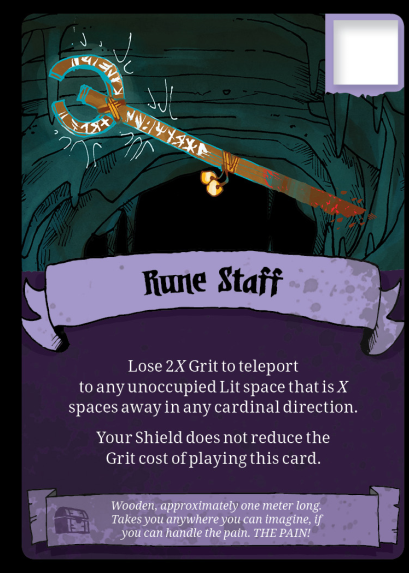 Rune Staff
Lose 2X Grit to teleport
to any unoccupied Lit space that is X
spaces away in any cardinal direction.
Your Shield does not reduce the
Grit cost of playing this card.
Wooden, approximately one meter long.
Takes you anywhere you can imagine, if
you can handle the pain. THE PAIN!